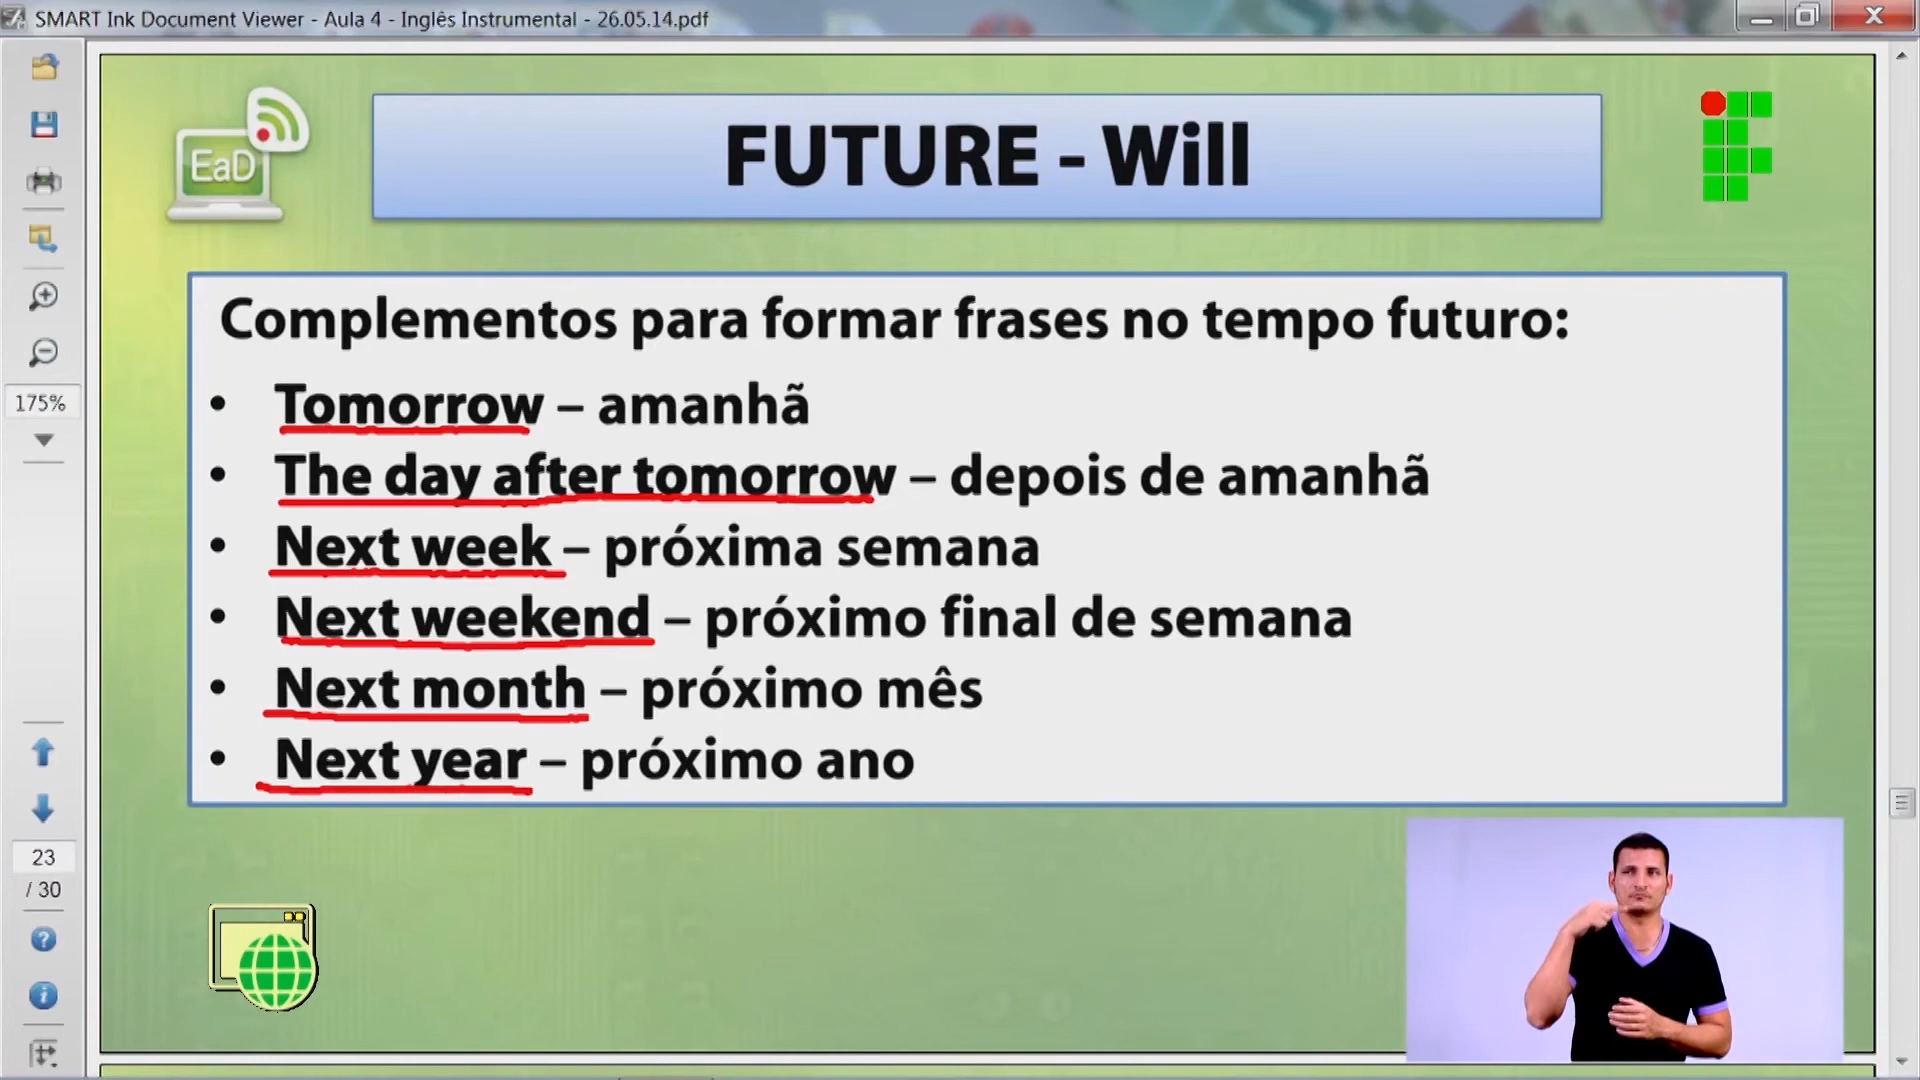 SMART Ink Document Viewer - Aula 4 - Inglês Instrumental - 26.05.14.pdf
EaD
FUTURE - Will
Complementos para formar frases no tempo futuro:
• Tomorrow – amanhã
• The day after tomorrow – depois de amanhã
• Next week – próxima semana
• Next weekend – próximo final de semana
• Next month – próximo mês
• Next year – próximo ano
175%
23
/ 30